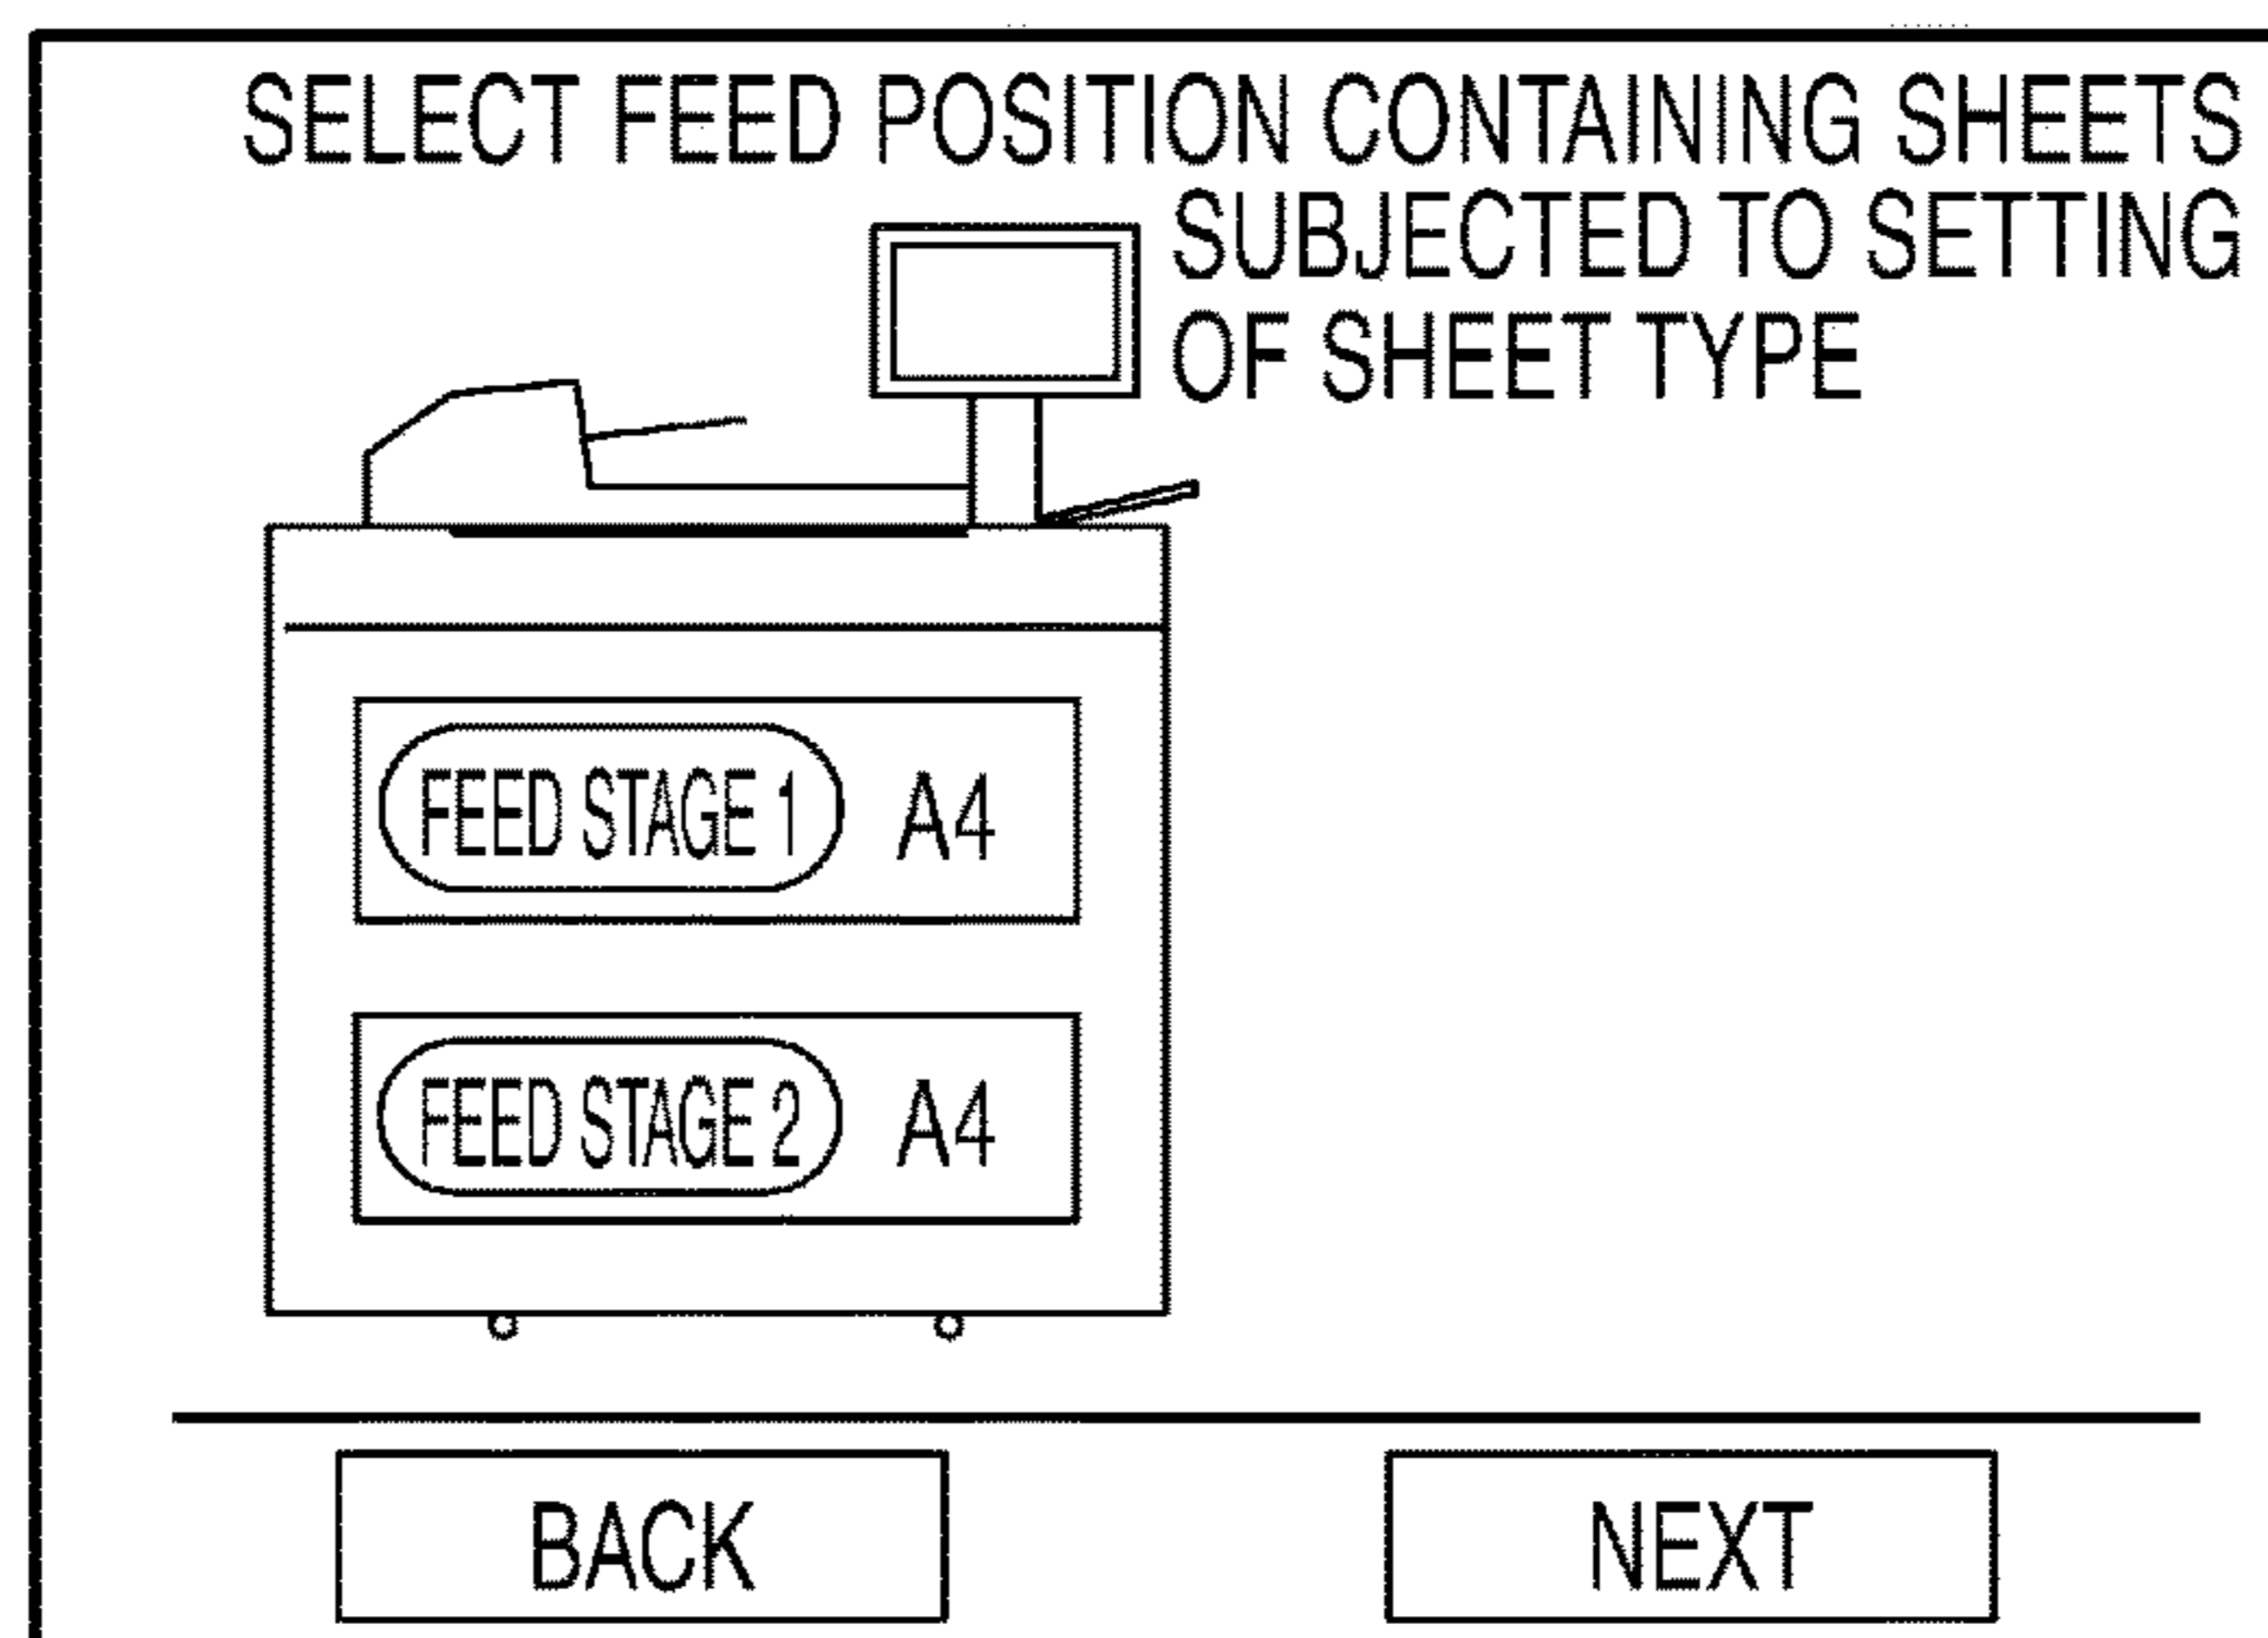 SELECT FEED POSITION CONTAINING SHEETS
SUBJECTED TO SETTING
OF SHEET TYPE
FEED STAGE 1 A4
FEED STAGE 2 A4
BACK NEXT